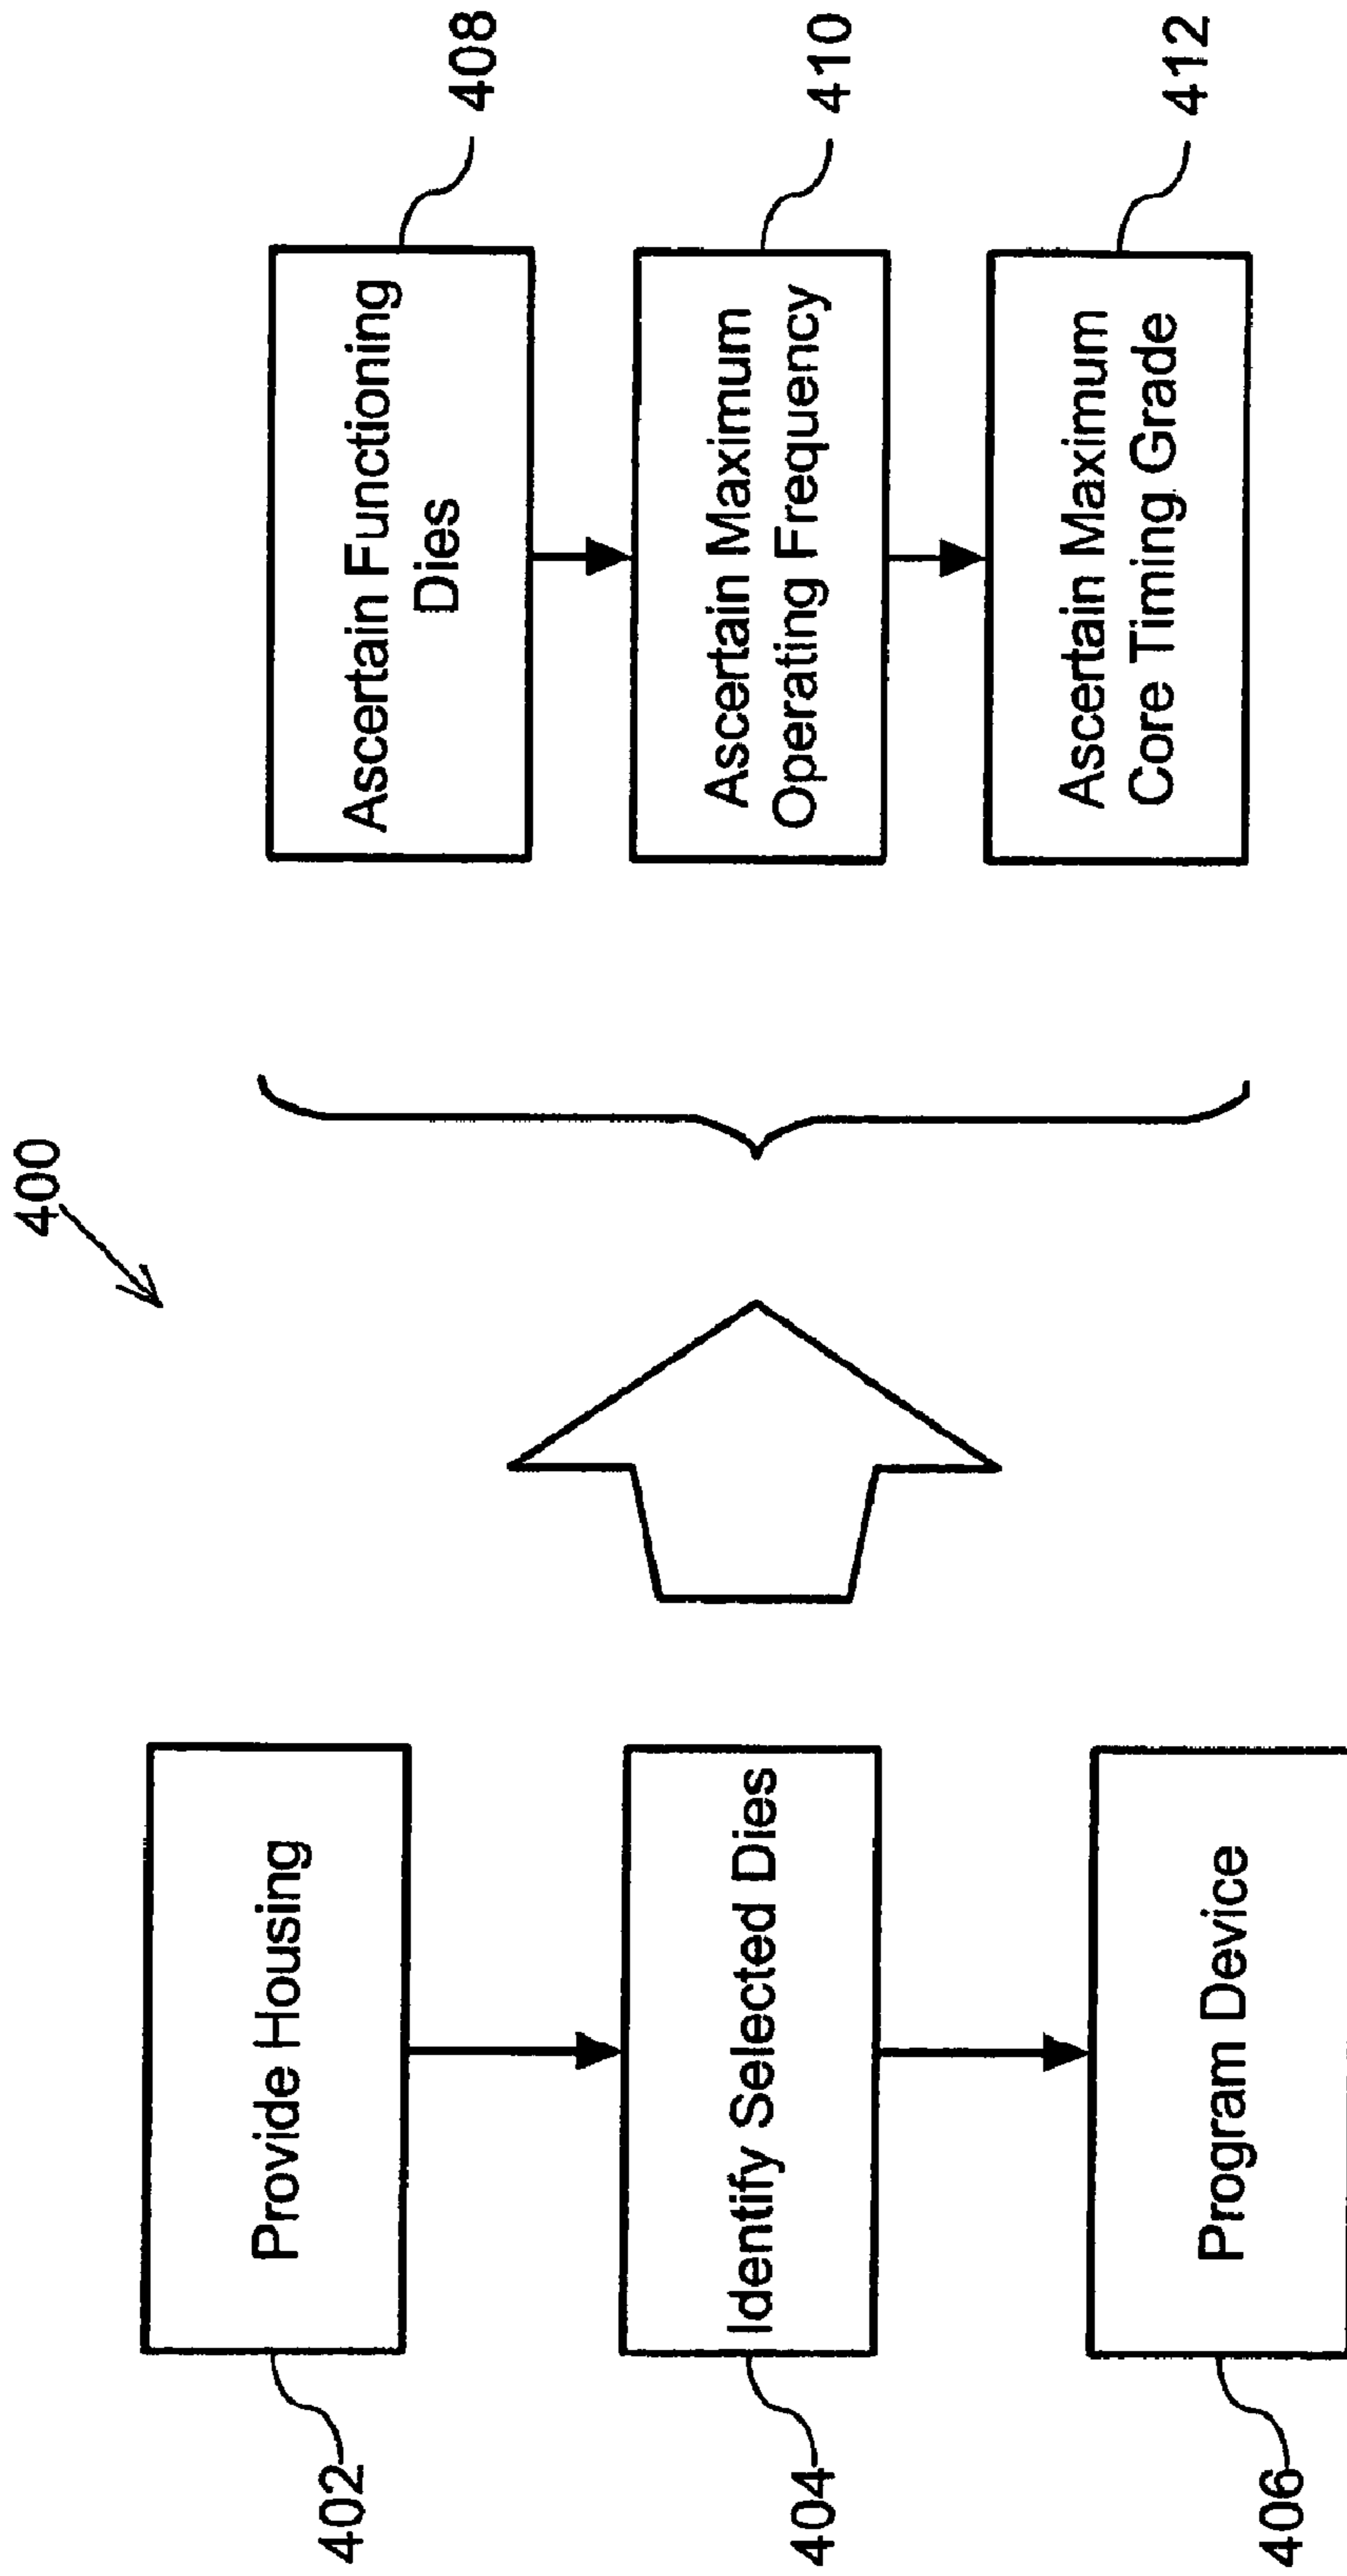 400
Provide Housing
402
Identify Selected Dies
404
Program Device
406
Ascertain Functioning
Dies
408
Ascertain Maximum
Operating Frequency
410
Ascertain Maximum
Core Timing Grade
412